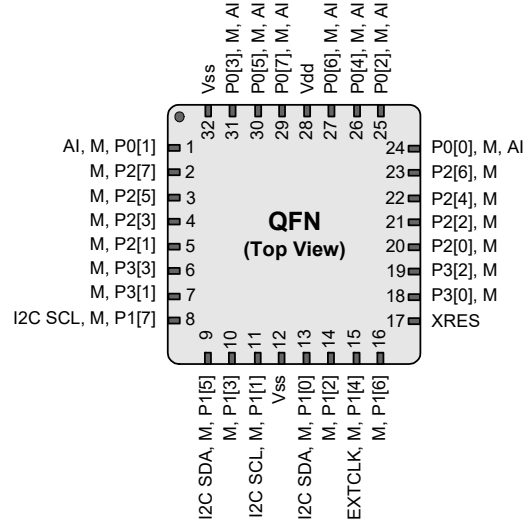 Vss
P0[3], M, AI
P0[5], M, AI
P0[7], M, AI
Vdd
P0[6], M, AI
P0[4], M, AI
P0[2], M, AI
32
31
30
29
28
27
26
25
AI, M, P0[1] 1
M, P2[7] 2
M, P2[5] 3
M, P2[3] 4
M, P2[1] 5
M, P3[3] 6
M, P3[1] 7
I2C SCL, M, P1[7] 8
QFN
(Top View)
24 P0[0], M, AI
23 P2[6], M
22 P2[4], M
21 P2[2], M
20 P2[0], M
19 P3[2], M
18 P3[0], M
17 XRES
9
10
11
12
13
14
15
16
I2C SDA, M, P1[5]
M, P1[3]
I2C SCL, M, P1[1]
Vss
I2C SDA, M, P1[0]
M, P1[2]
EXTCLK, M, P1[4]
M, P1[6]